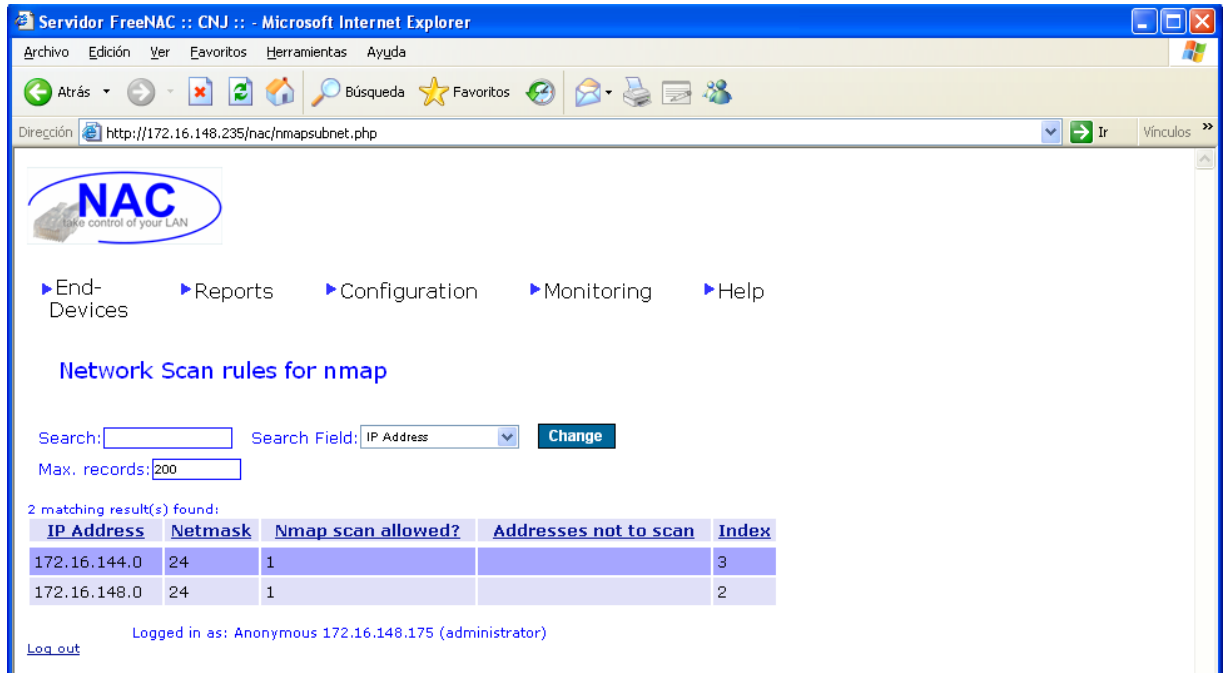 Servidor FreeNAC :: CNJ :: - Microsoft Internet Explorer
Archivo Edición Ver Favoritos Herramientas Ayuda
Atrás Búsqueda Favoritos
Dirección http://172.16.148.235/nac/nmapsubnet.php Ir Vínculos »
NAC
take control of your LAN
End-Devices Reports Configuration Monitoring Help
Network Scan rules for nmap
Search: Search Field: IP Address Change
Max. records: 200
2 matching result(s) found:
IP Address Netmask Nmap scan allowed? Addresses not to scan Index
172.16.144.0 24 1 3
172.16.148.0 24 1 2
Logged in as: Anonymous 172.16.148.175 (administrator)
Log out